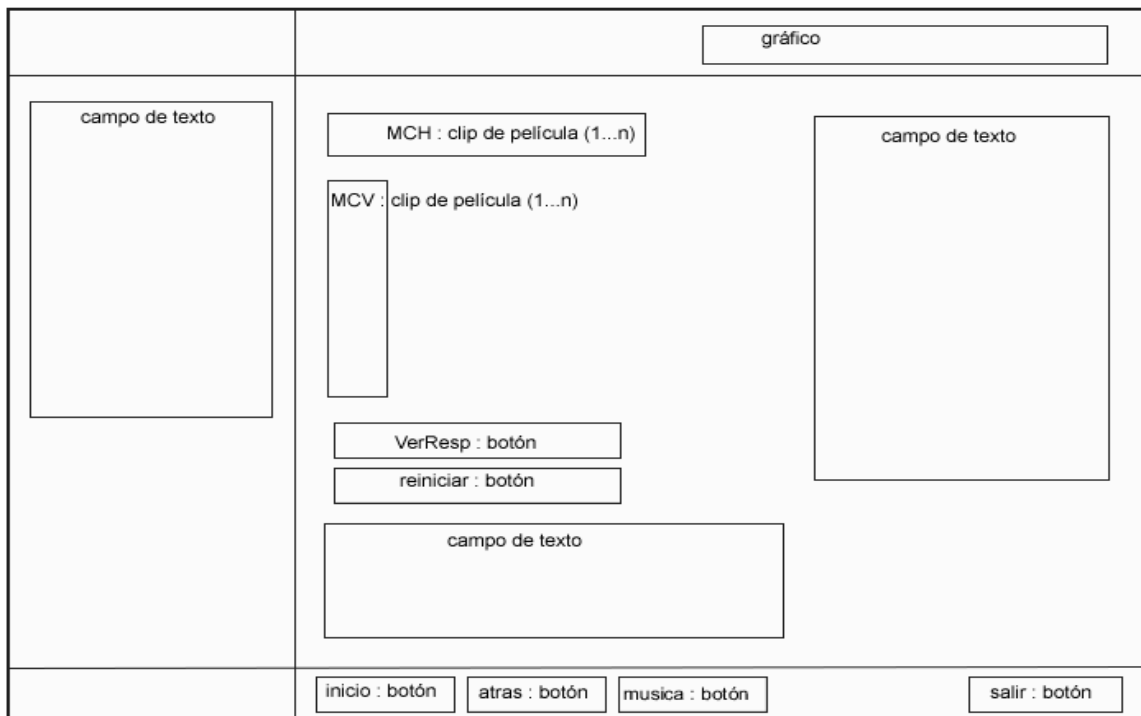 gráfico
campo de texto
MCH : clip de película (1...n)
campo de texto
MCV : clip de película (1...n)
VerResp : botón
reiniciar : botón
campo de texto
inicio : botón
atras : botón
musica : botón
salir : botón